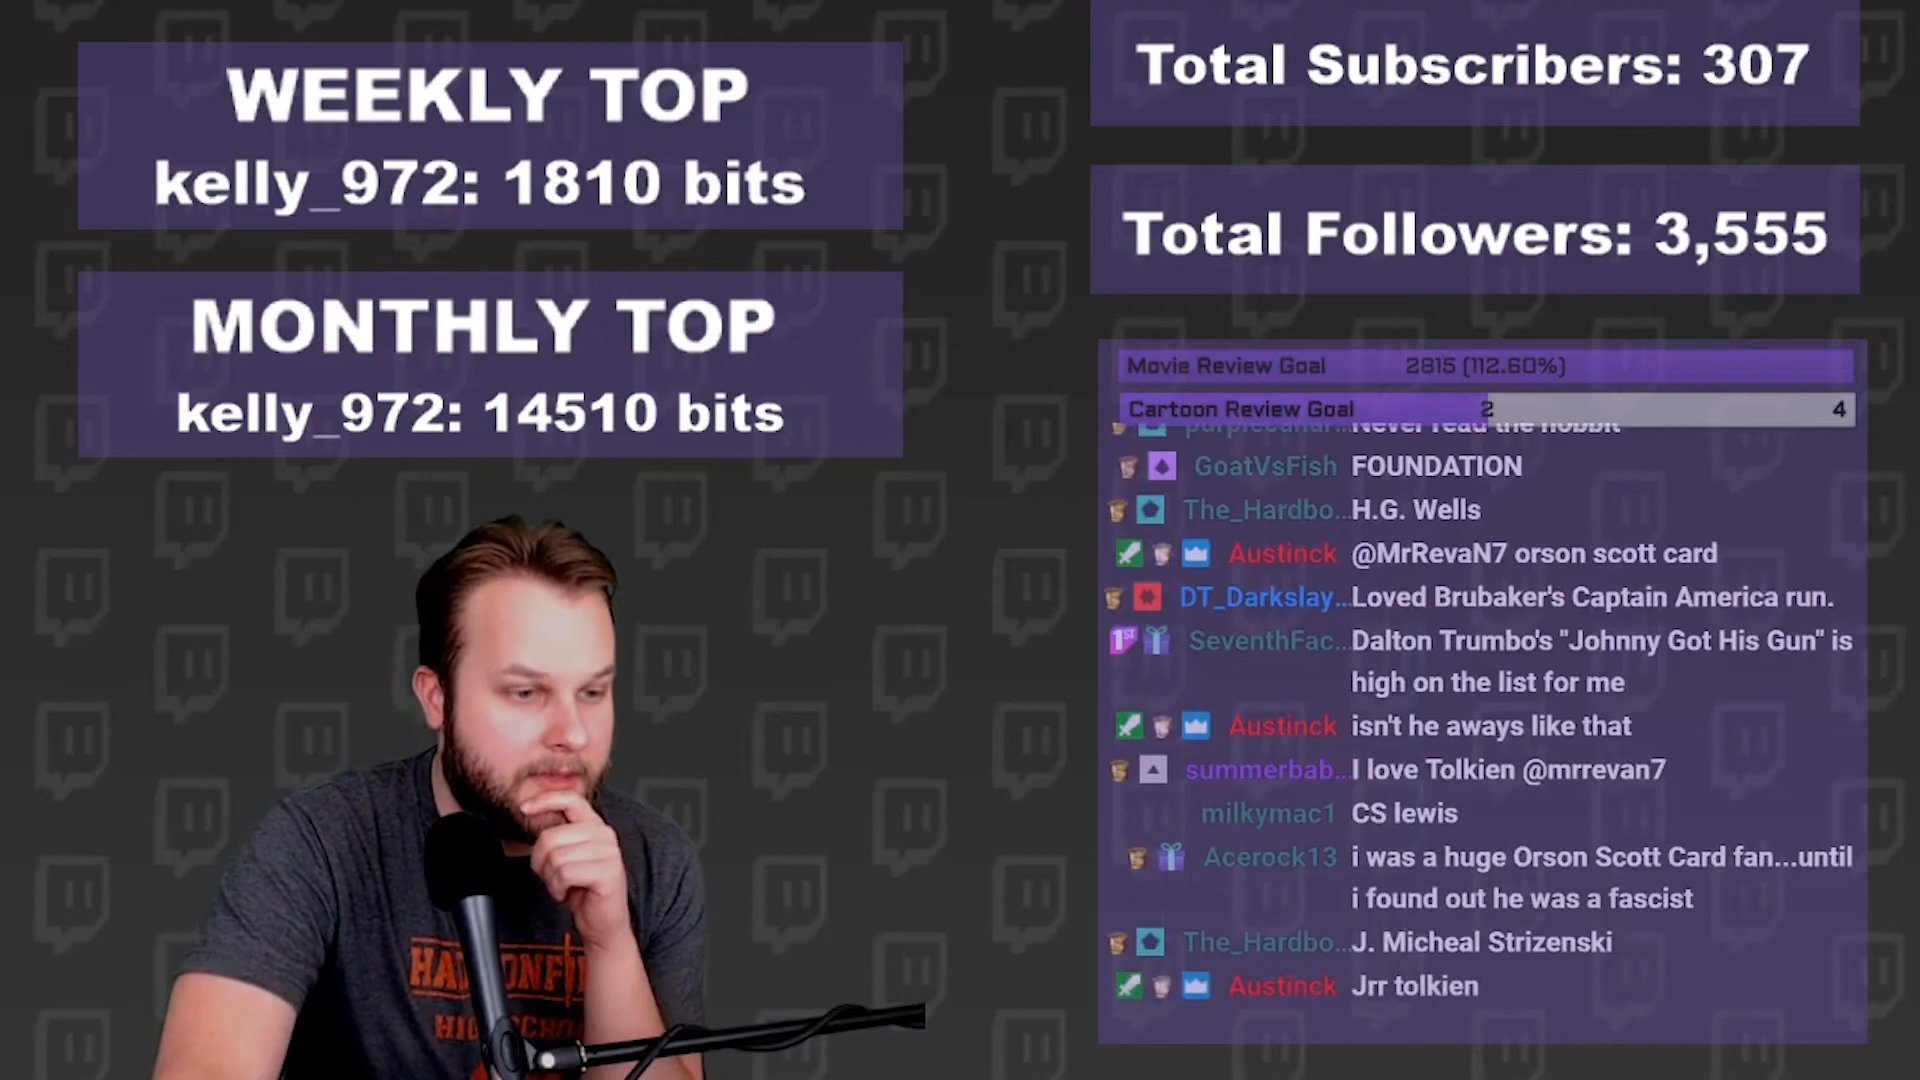 WEEKLY TOP
kelly_972: 1810 bits
MONTHLY TOP
kelly_972: 14510 bits
Total Subscribers: 307
Total Followers: 3,555
Movie Review Goal 2815 (112.60%)
Cartoon Review Goal 2 4
Never read the hobbit
GoatVsFish FOUNDATION
The_Hardbo... H.G. Wells
Austinck @MrRevaN7 orson scott card
DT_Darkslay... Loved Brubaker's Captain America run.
SeventhFac... Dalton Trumbo's "Johnny Got His Gun" is
high on the list for me
Austinck isn't he aways like that
summerbab... I love Tolkien @mrrevan7
milkymac1 CS lewis
Acerock13 i was a huge Orson Scott Card fan...until
i found out he was a fascist
The_Hardbo... J. Micheal Strizenski
Austinck Jrr tolkien